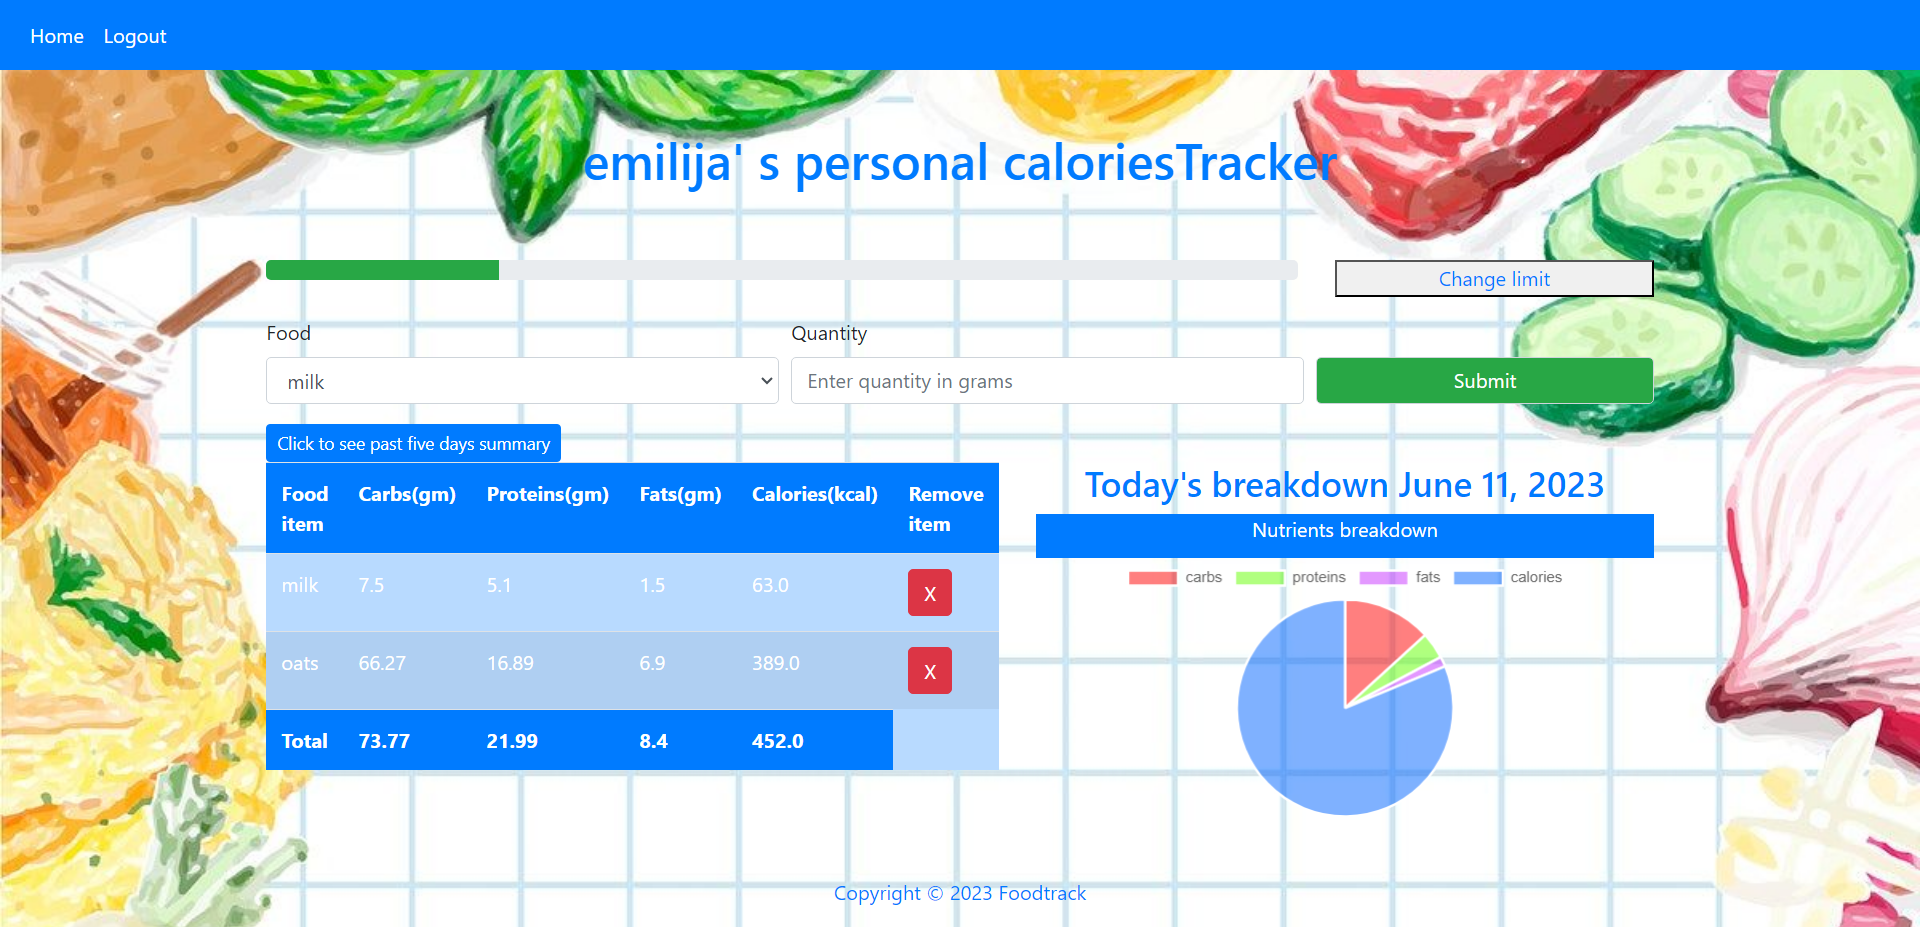 Home Logout
emilija' s personal caloriesTracker
Change limit
Food Quantity
milk Enter quantity in grams Submit
Click to see past five days summary
Food item Carbs(gm) Proteins(gm) Fats(gm) Calories(kcal) Remove item
milk 7.5 5.1 1.5 63.0 X
oats 66.27 16.89 6.9 389.0 X
Total 73.77 21.99 8.4 452.0
Today's breakdown June 11, 2023
Nutrients breakdown
carbs proteins fats calories
Copyright © 2023 Foodtrack